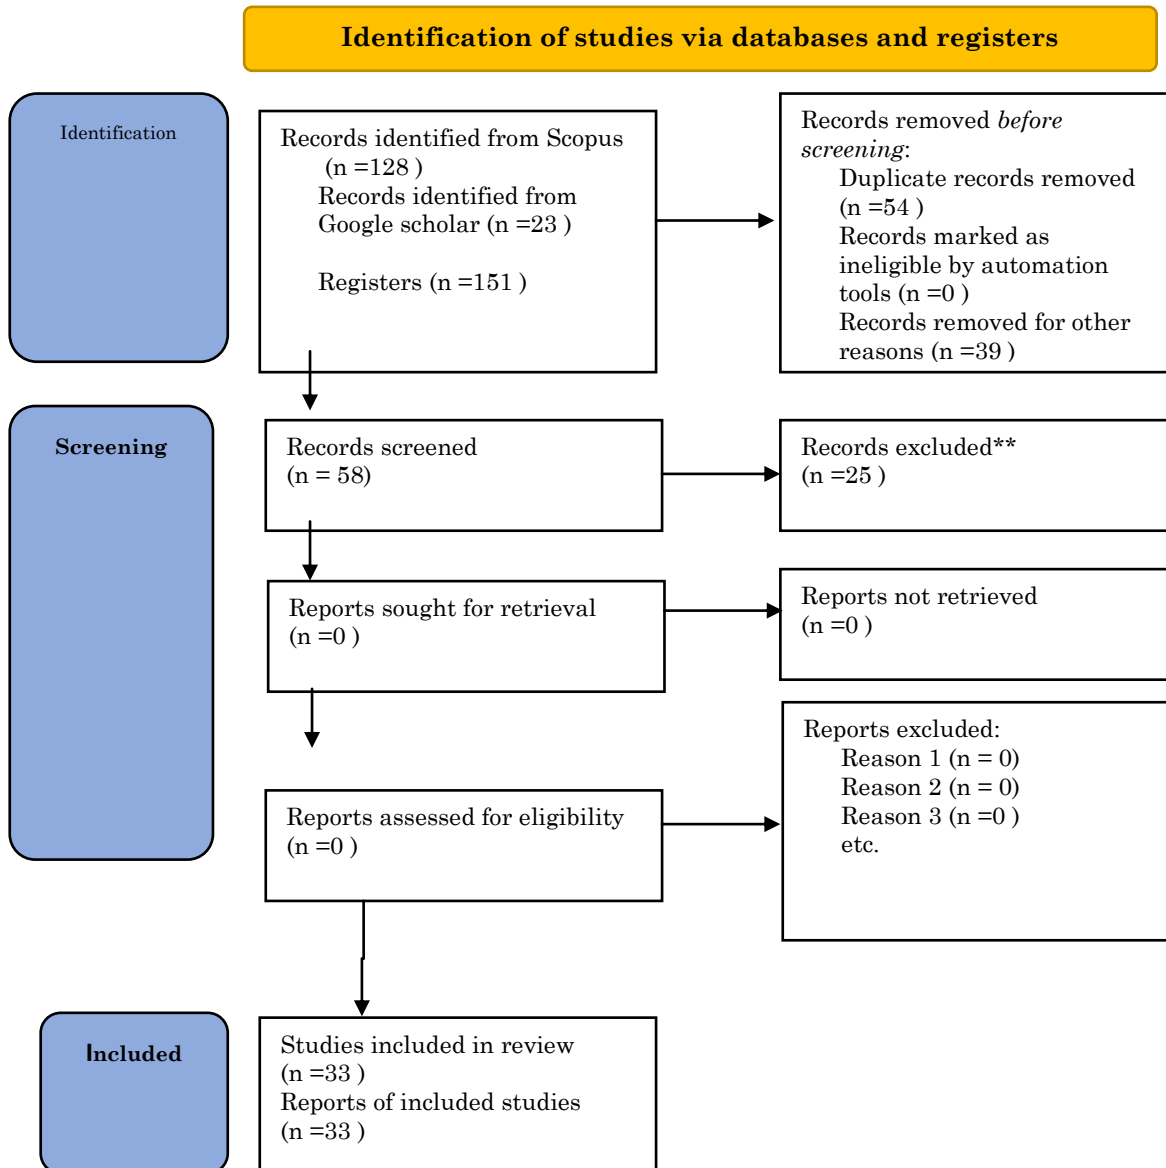 Identification of studies via databases and registers
Identification
Records identified from Scopus
(n =128 )
Records identified from
Google scholar (n =23 )
Registers (n =151 )
Records removed before
screening:
Duplicate records removed
(n =54 )
Records marked as
ineligible by automation
tools (n =0 )
Records removed for other
reasons (n =39 )
Screening
Records screened
(n = 58)
Records excluded**
(n =25 )
Reports sought for retrieval
(n =0 )
Reports not retrieved
(n =0 )
Reports assessed for eligibility
(n =0 )
Reports excluded:
Reason 1 (n = 0)
Reason 2 (n = 0)
Reason 3 (n =0 )
etc.
Included
Studies included in review
(n =33 )
Reports of included studies
(n =33 )